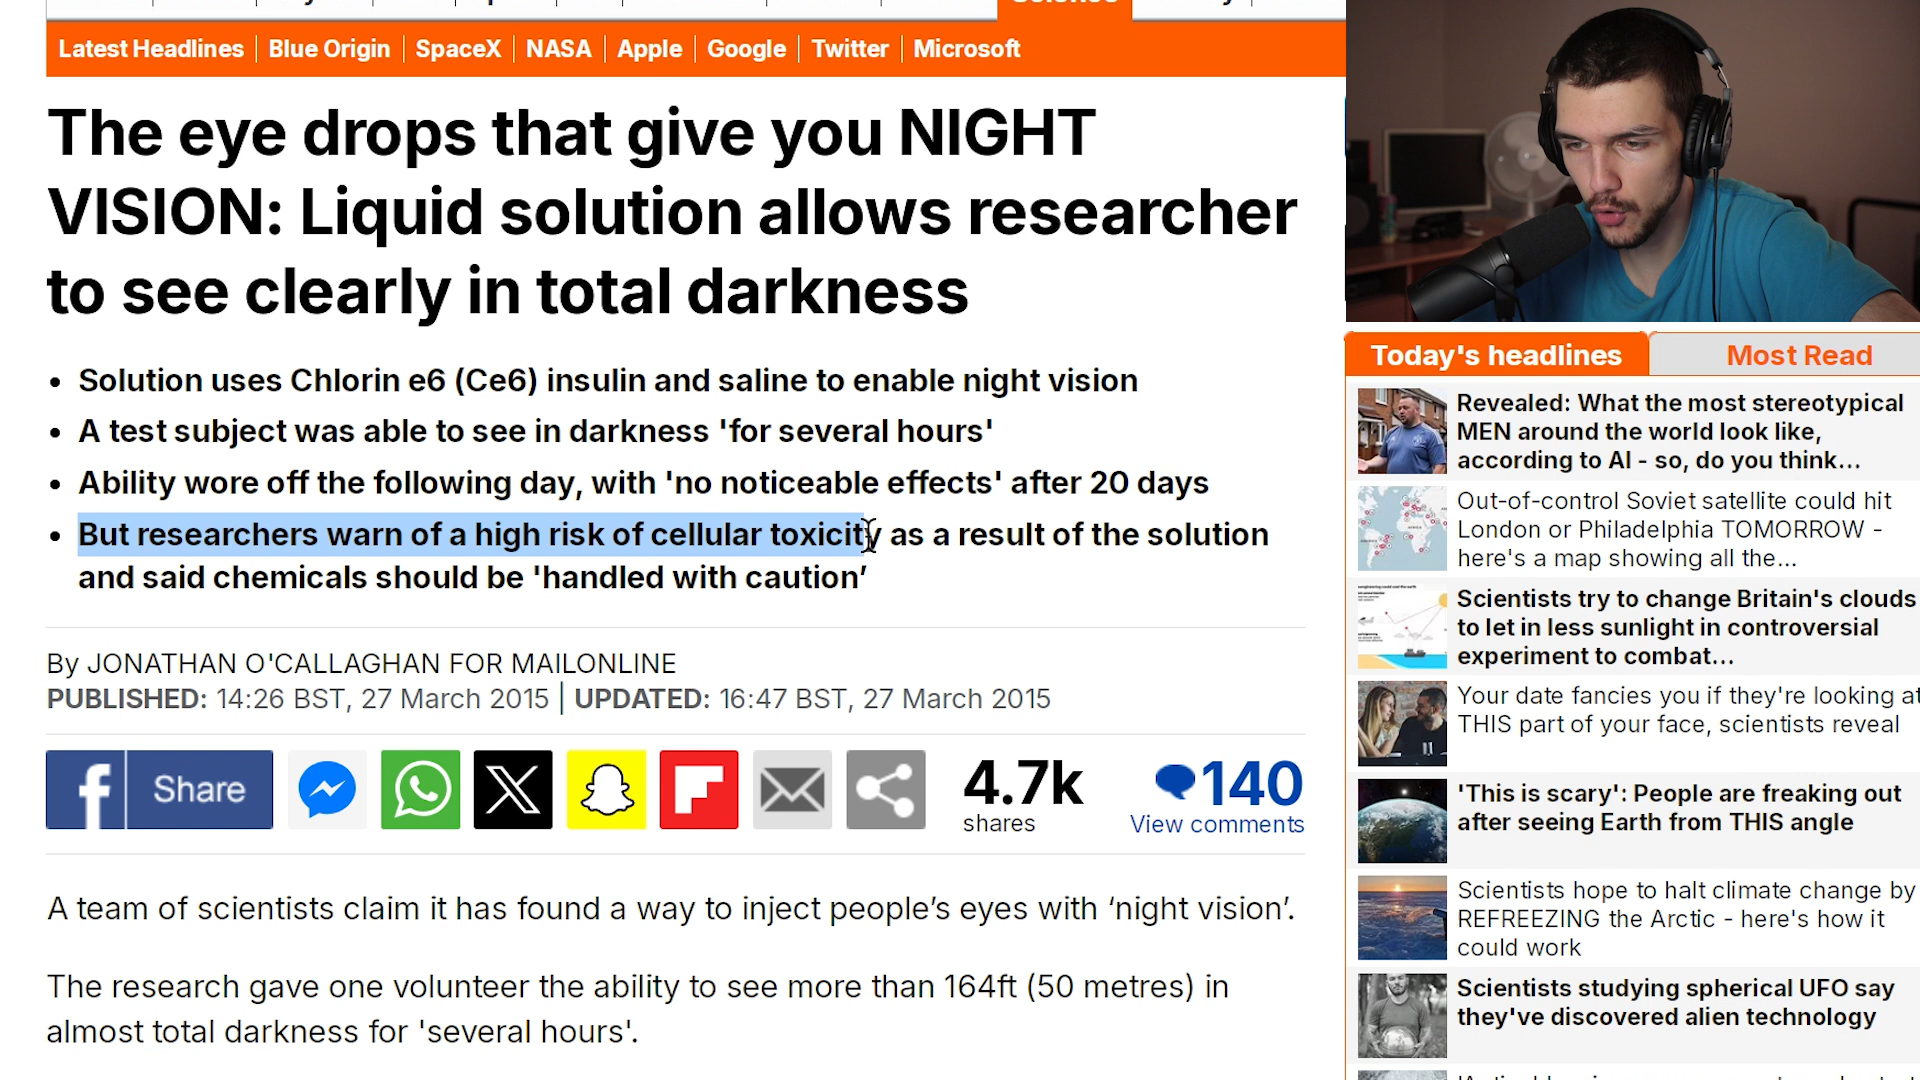 Science
Latest Headlines | Blue Origin | SpaceX | NASA | Apple | Google | Twitter | Microsoft
The eye drops that give you NIGHT
VISION: Liquid solution allows researcher
to see clearly in total darkness
• Solution uses Chlorin e6 (Ce6) insulin and saline to enable night vision
• A test subject was able to see in darkness 'for several hours'
• Ability wore off the following day, with 'no noticeable effects' after 20 days
• But researchers warn of a high risk of cellular toxicity as a result of the solution
and said chemicals should be 'handled with caution’
By JONATHAN O'CALLAGHAN FOR MAILONLINE
PUBLISHED: 14:26 BST, 27 March 2015 | UPDATED: 16:47 BST, 27 March 2015
f Share
X
4.7k
shares
140
View comments
A team of scientists claim it has found a way to inject people’s eyes with ‘night vision’.
The research gave one volunteer the ability to see more than 164ft (50 metres) in
almost total darkness for 'several hours'.
Today's headlines
Most Read
Revealed: What the most stereotypical
MEN around the world look like,
according to AI - so, do you think...
Out-of-control Soviet satellite could hit
London or Philadelphia TOMORROW -
here's a map showing all the...
Scientists try to change Britain's clouds
to let in less sunlight in controversial
experiment to combat...
Your date fancies you if they're looking at
THIS part of your face, scientists reveal
'This is scary': People are freaking out
after seeing Earth from THIS angle
Scientists hope to halt climate change by
REFREEZING the Arctic - here's how it
could work
Scientists studying spherical UFO say
they've discovered alien technology